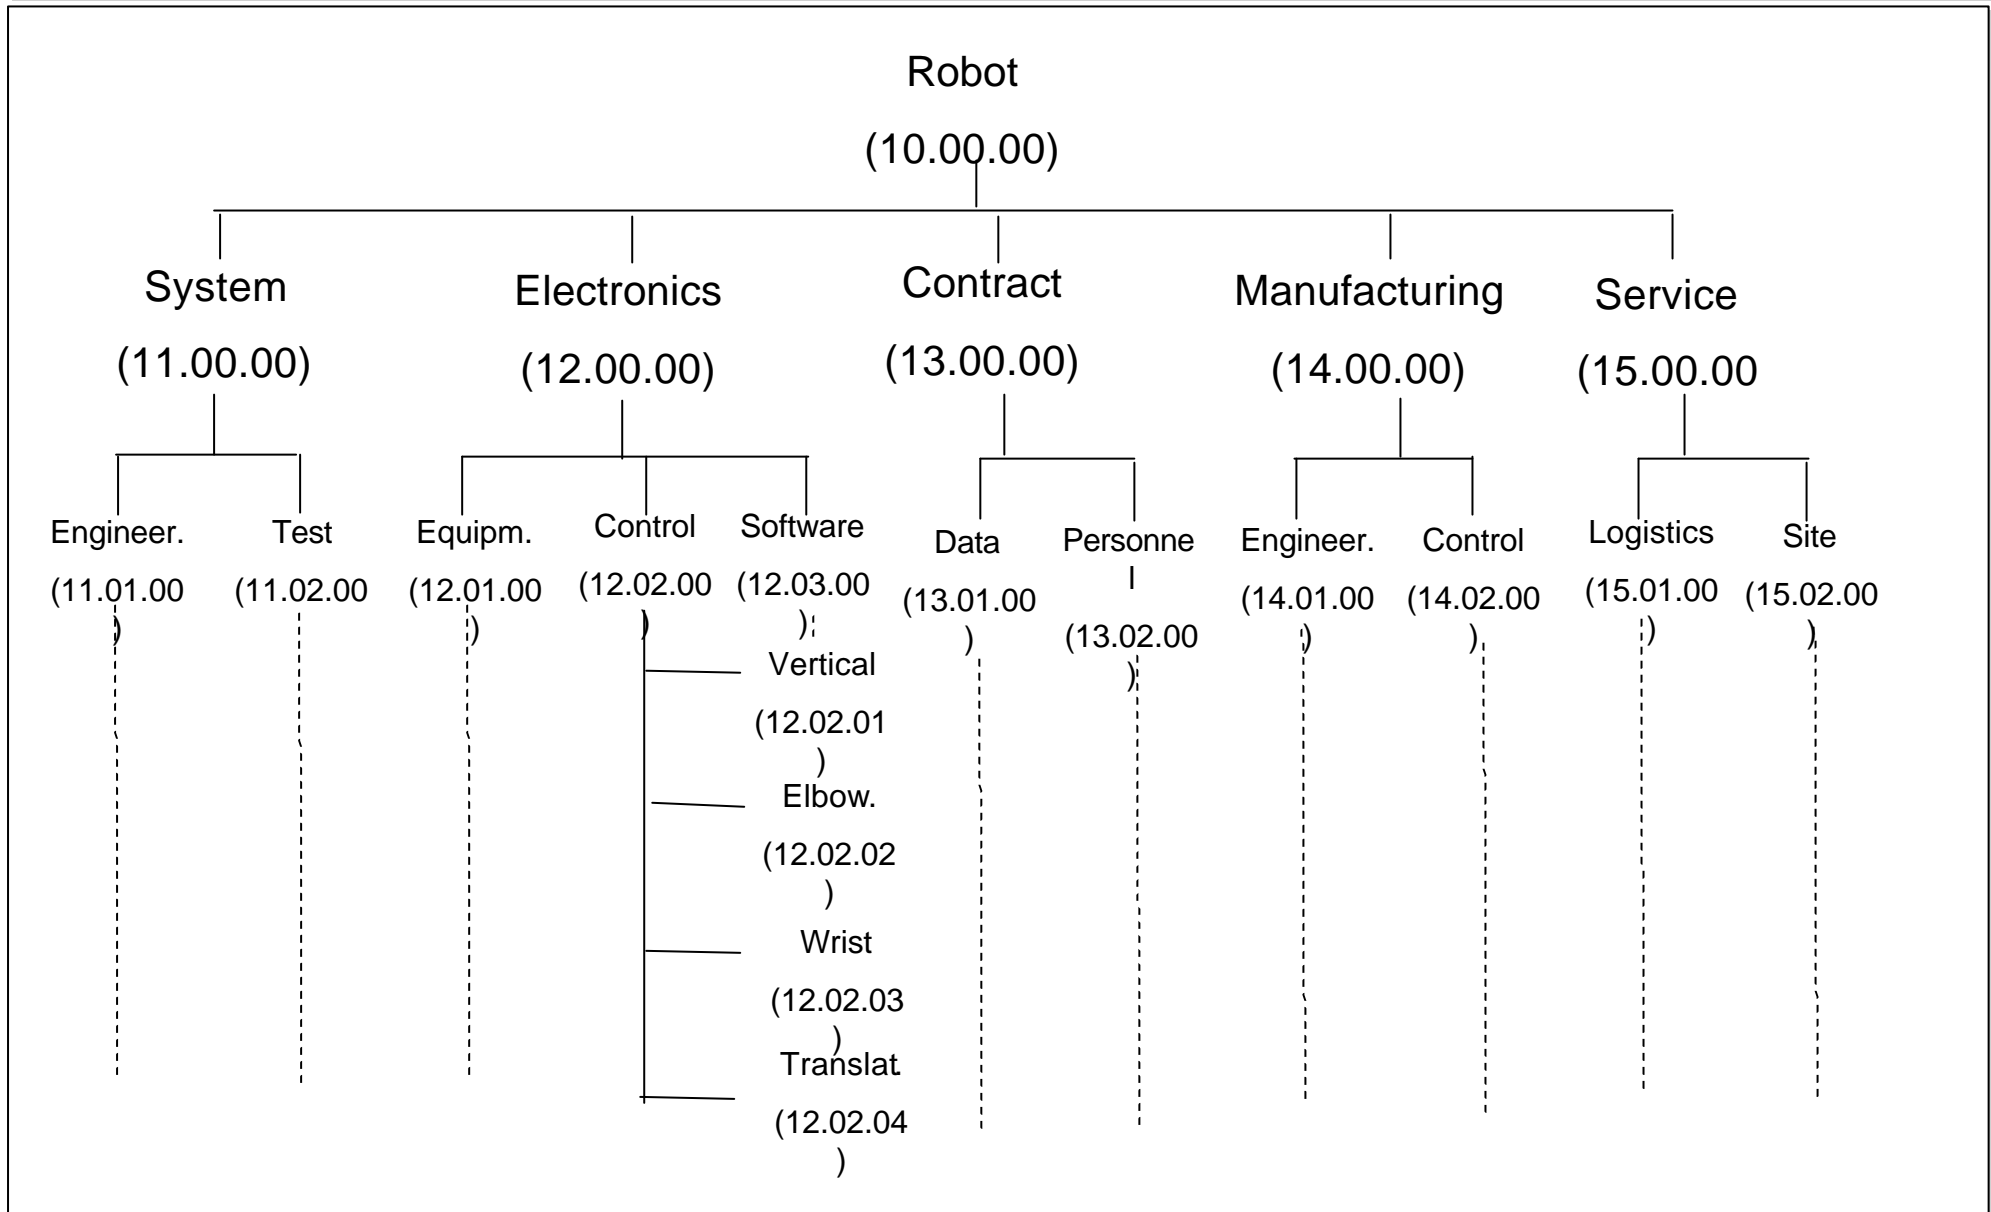 Robot
(10.00.00)
System
(11.00.00)
Electronics
(12.00.00)
Contract
(13.00.00)
Manufacturing
(14.00.00)
Service
(15.00.00
Engineer.
(11.01.00
)
Test
(11.02.00
Equipm.
(12.01.00
)
Control
(12.02.00
)
Software
(12.03.00
)
Vertical
(12.02.01
)
Elbow.
(12.02.02
)
Wrist
(12.02.03
)
Translat.
(12.02.04
)
Data
(13.01.00
)
Personne
l
(13.02.00
)
Engineer.
(14.01.00
)
Control
(14.02.00
)
Logistics
(15.01.00
)
Site
(15.02.00
)